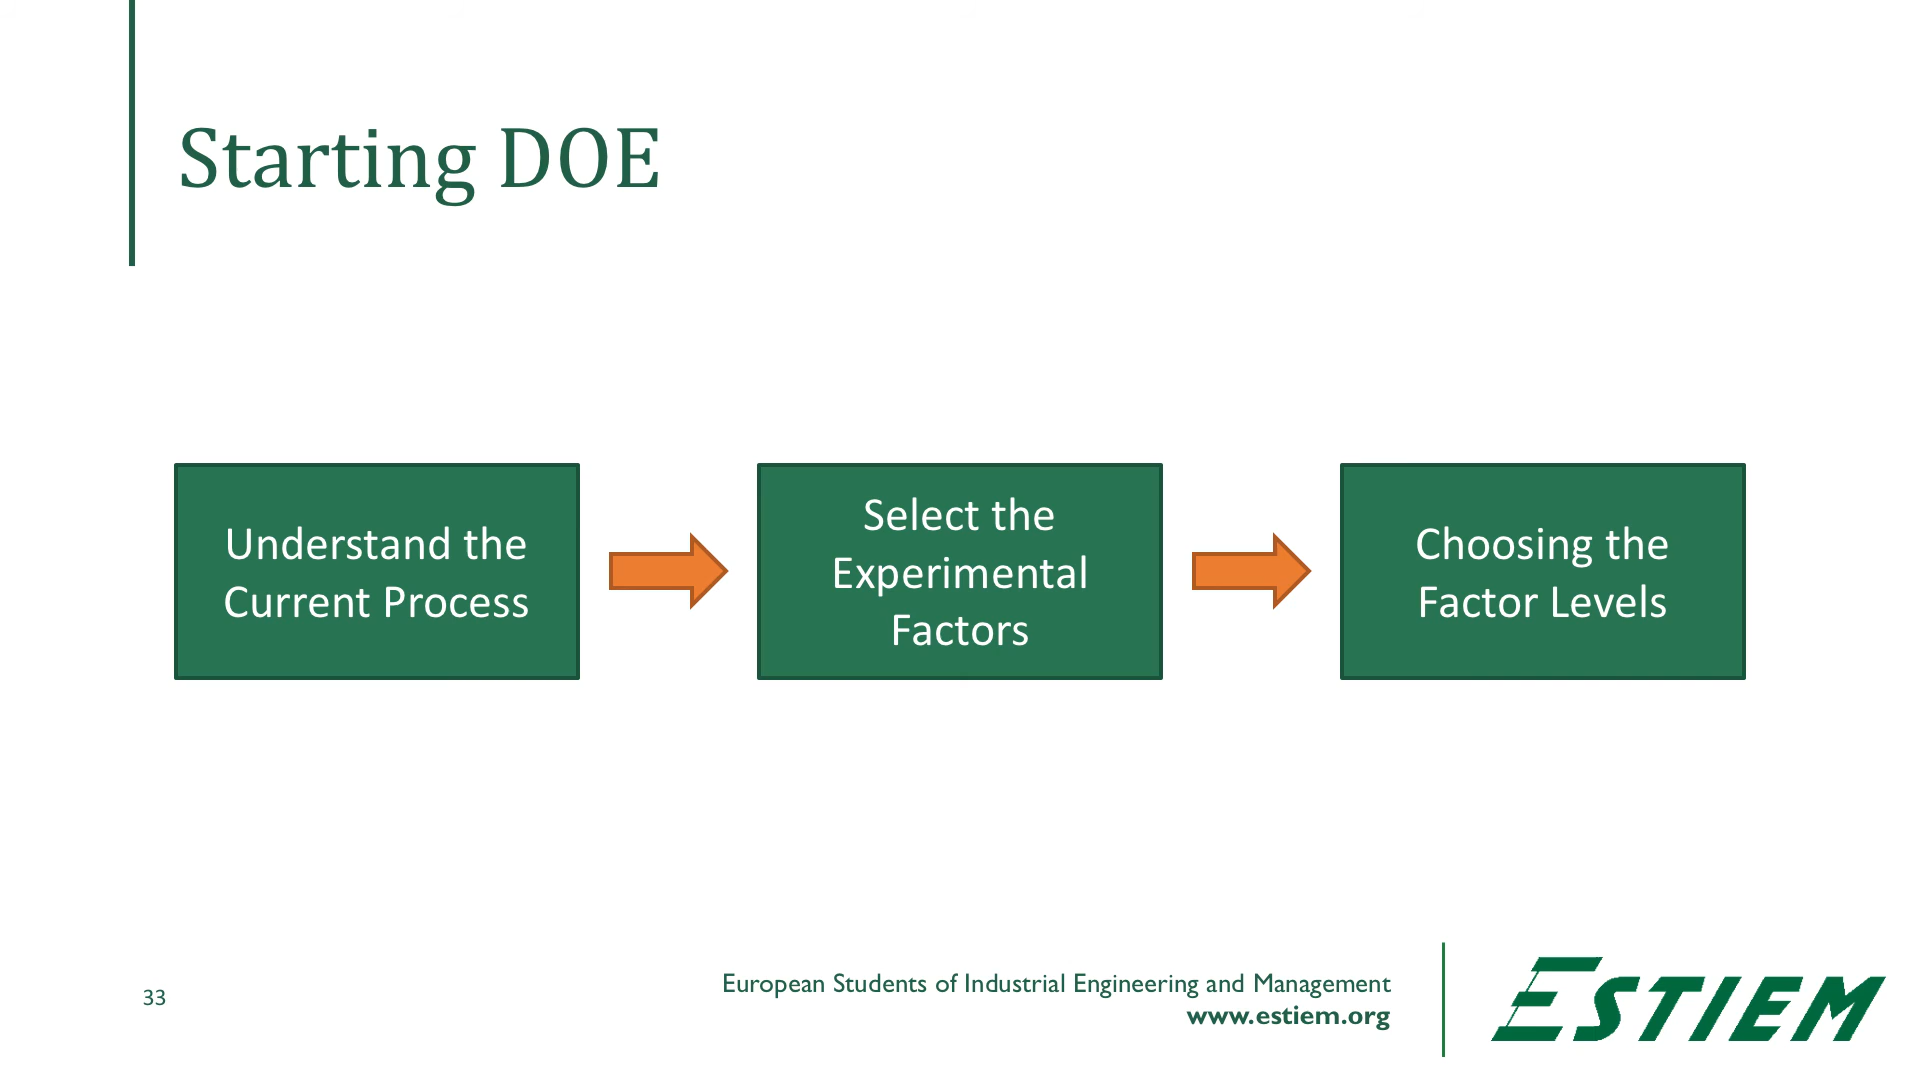 Starting DOE
Understand the
Current Process
Select the
Experimental
Factors
Choosing the
Factor Levels
33
European Students of Industrial Engineering and Management
www.estiem.org
ESTIEM